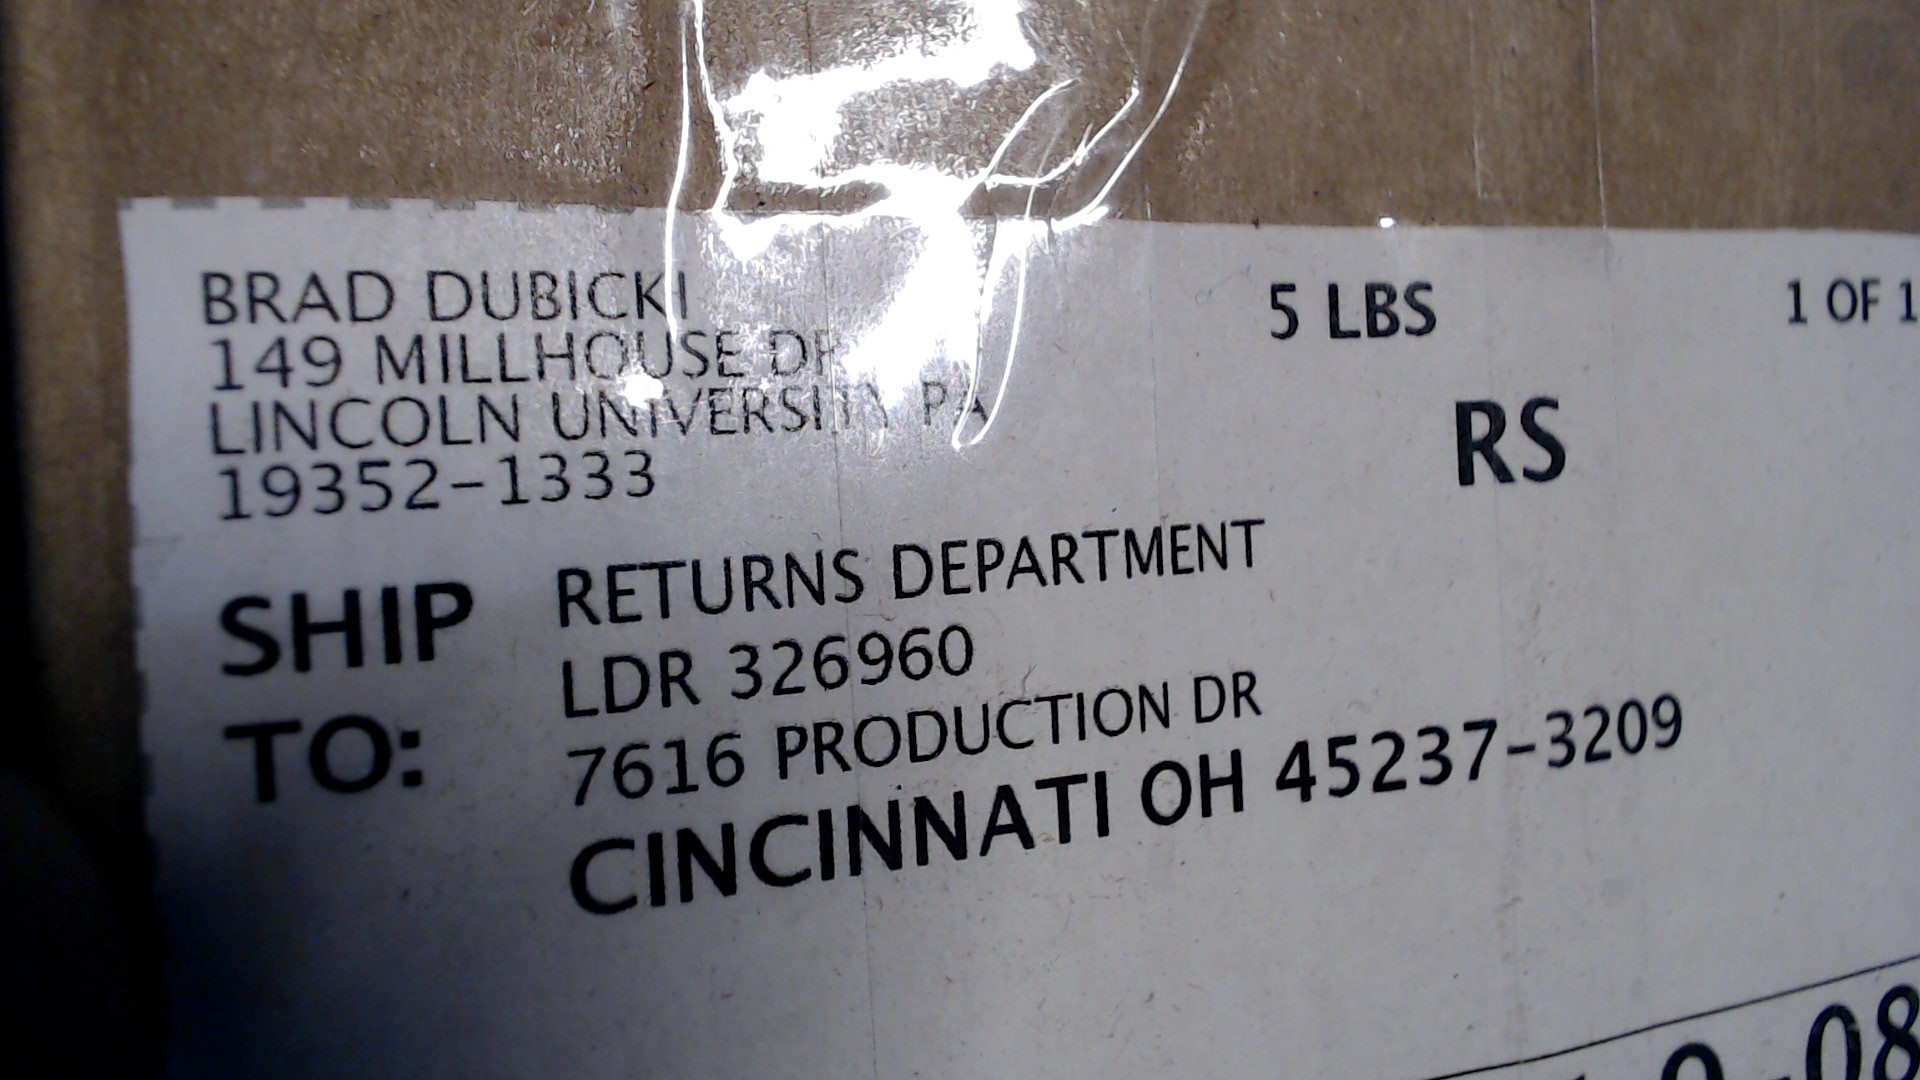 BRAD DUBICKI
149 MILLHOUSE
LINCOLN UNIVERSITY PA
19352-1333
5 LBS
1 OF 1
RS
SHIP TO:
RETURNS DEPARTMENT
LDR 326960
7616 PRODUCTION DR
CINCINNATI OH 45237-3209